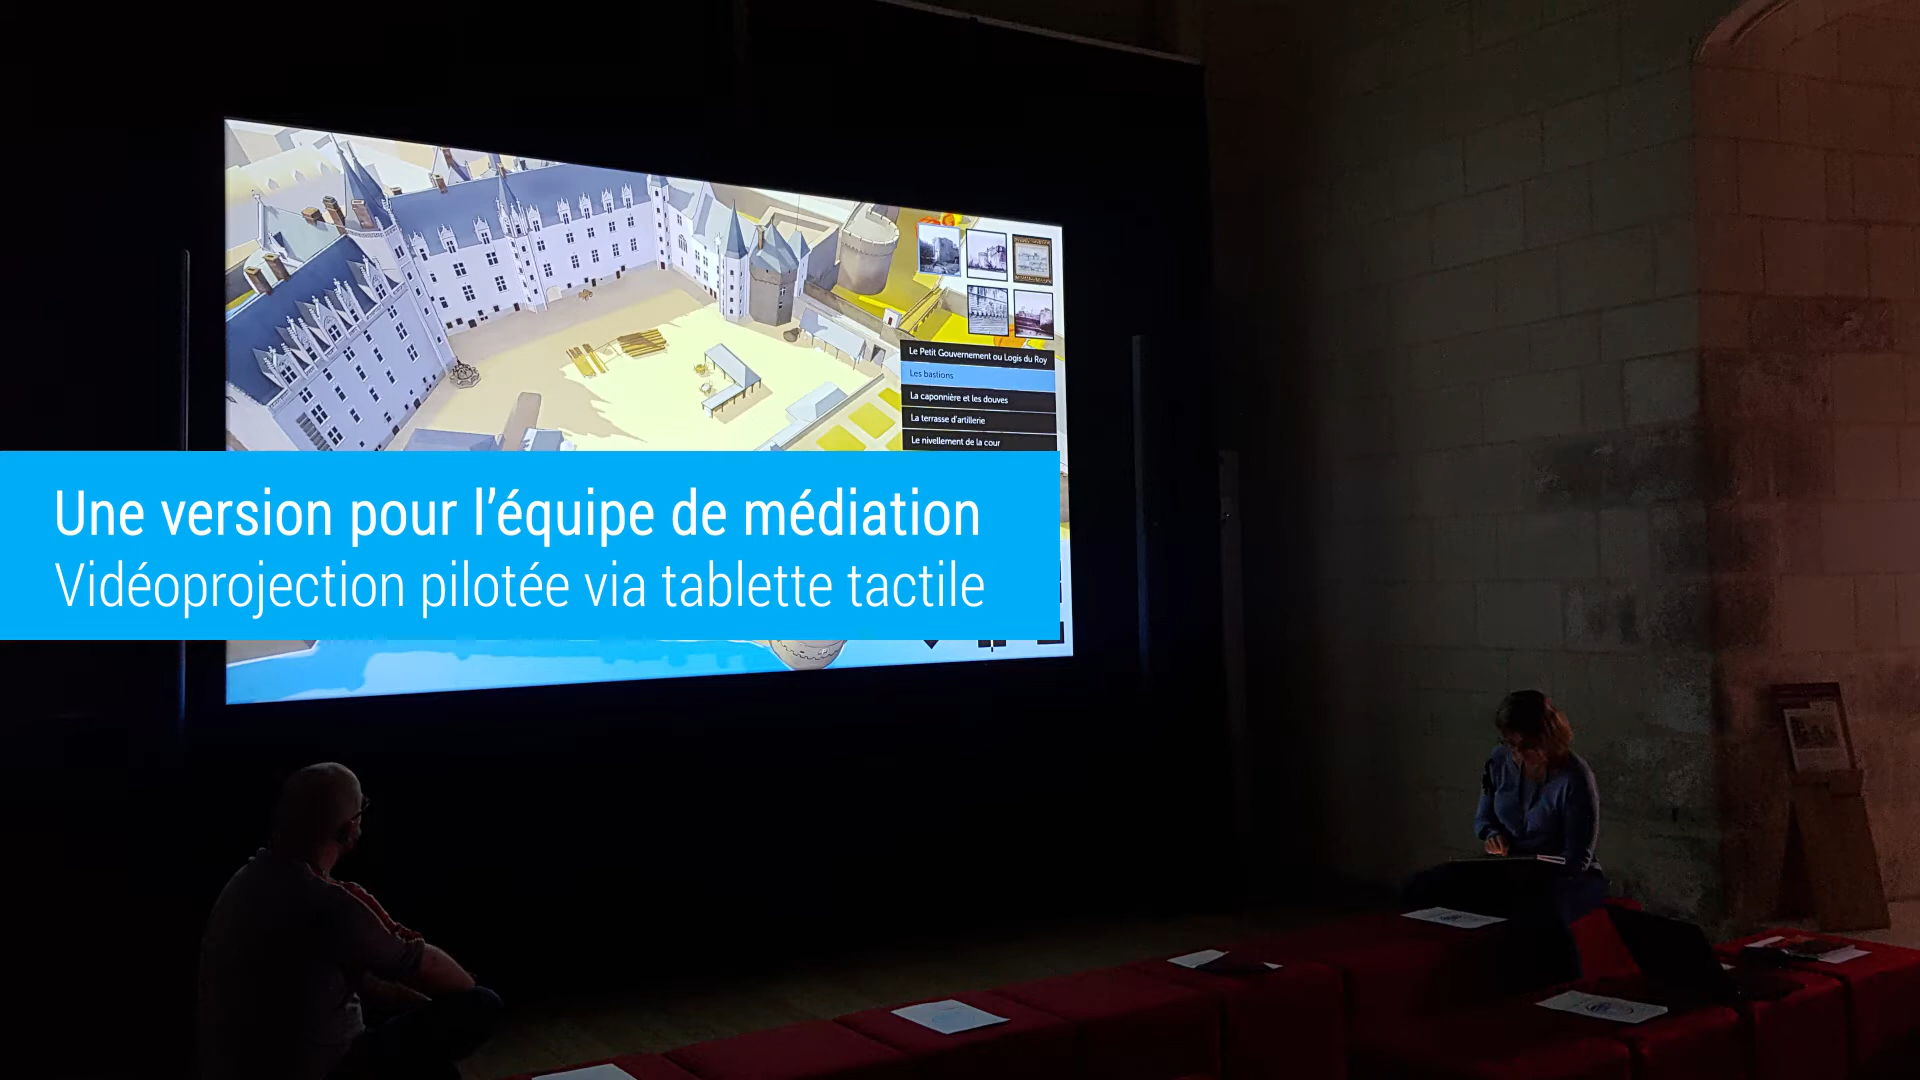 Le Petit Gouvernement ou Logis du Roy
Les bastions
La caponnière et les douves
La terrasse d'artillerie
Le nivellement de la cour
Une version pour l’équipe de médiation
Vidéoprojection pilotée via tablette tactile